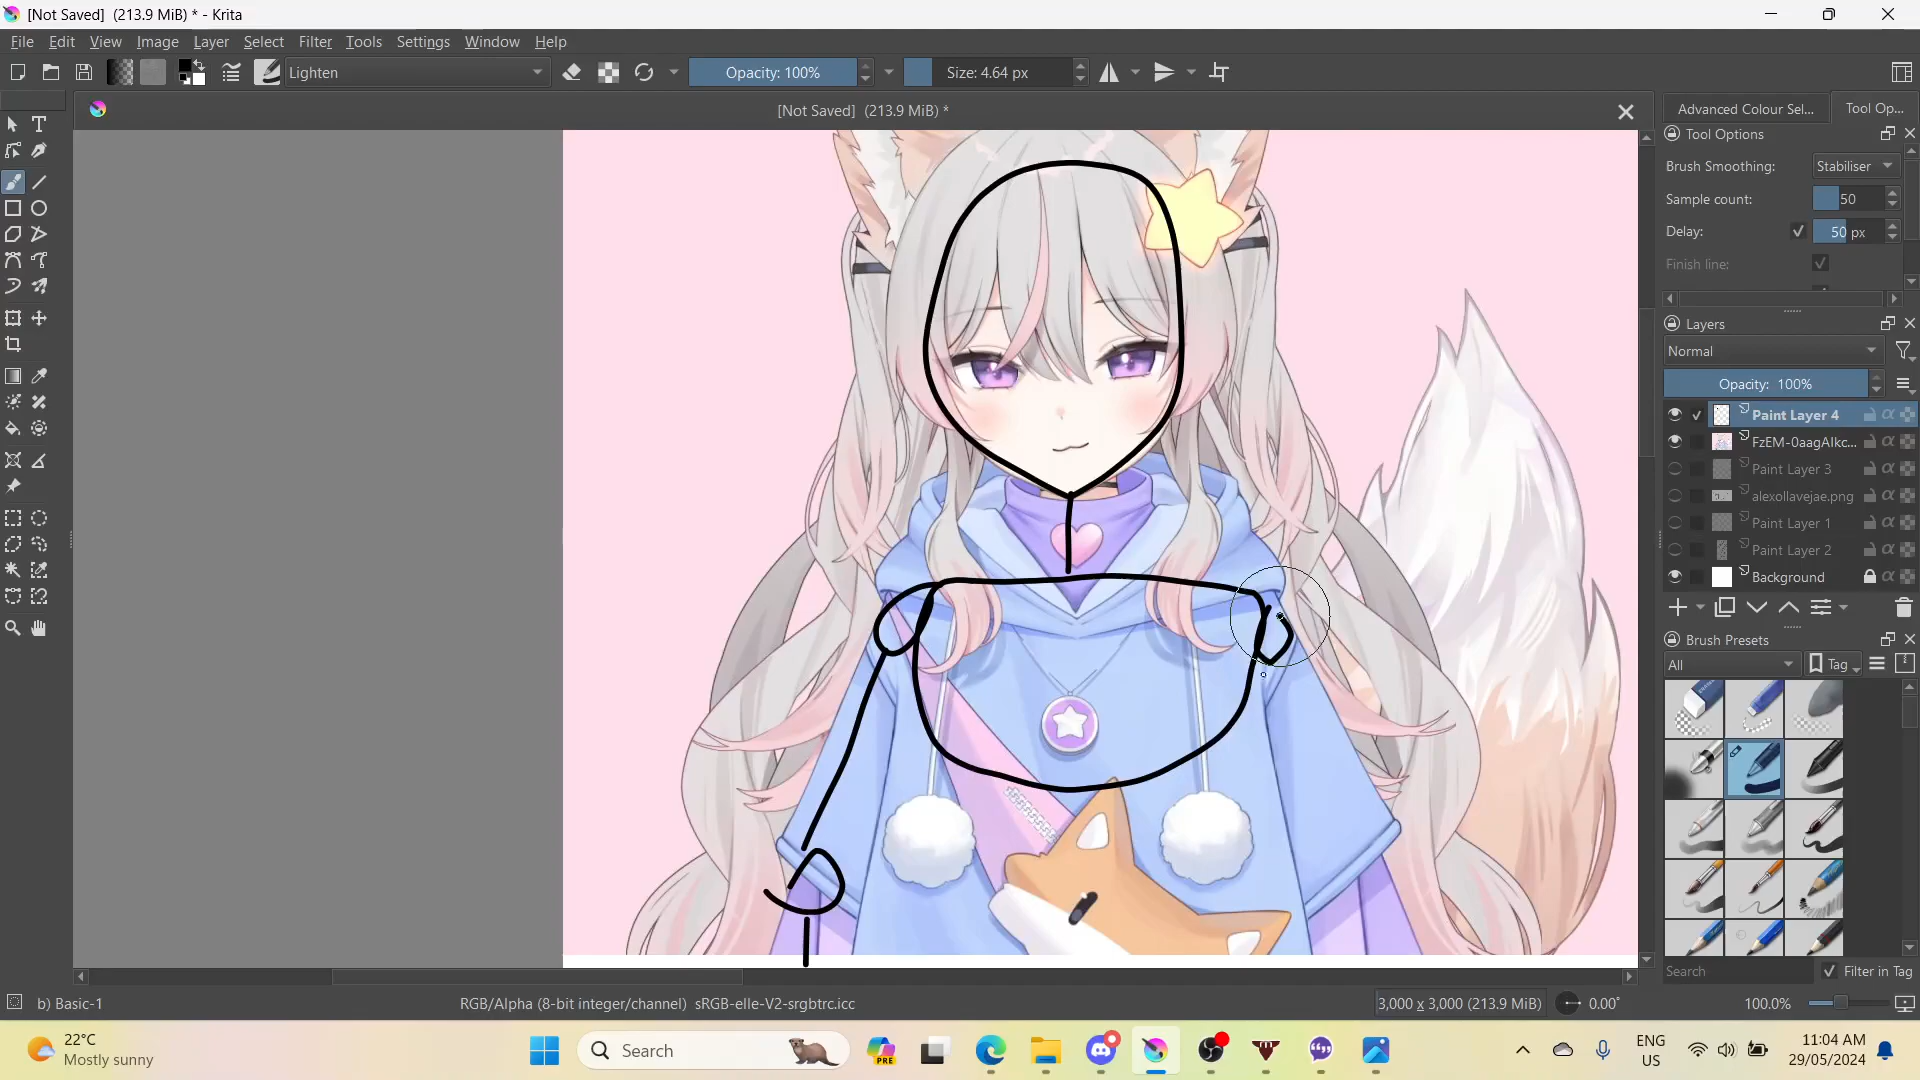 [Not Saved]  (213.9 MiB) * - Krita
File Edit View Image Layer Select Filter Tools Settings Window Help
Lighten Opacity: 100% Size: 4.64 px
[Not Saved]  (213.9 MiB) *
Advanced Colour Sel... Tool Op...
Tool Options
Brush Smoothing: Stabiliser
Sample count: 50
Delay: 50 px
Finish line:
Layers
Normal
Opacity:  100%
Paint Layer 4
FzEM-0aagAIkc...
Paint Layer 3
alexollavejae.png
Paint Layer 1
Paint Layer 2
Background
Brush Presets
All Tag
Search Filter in Tag
b) Basic-1 RGB/Alpha (8-bit integer/channel)  sRGB-elle-V2-srgbtrc.icc 3,000 x 3,000 (213.9 MiB) 0.00° 100.0%
22°C
Mostly sunny
Search
PRE
ENG
US
11:04 AM
29/05/2024